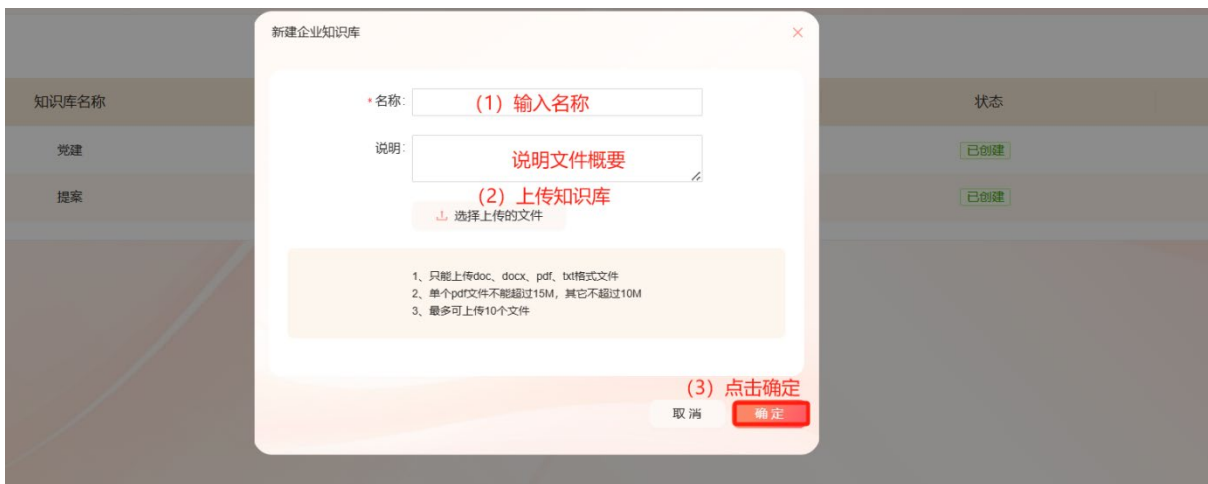 新建企业知识库
知识库名称
状态
*名称:
(1) 输入名称
党建
说明:
说明文件概要
已创建
提案
(2) 上传知识库
已创建
选择上传的文件
1、只能上传doc、docx、pdf、txt格式文件
2、单个pdf文件不能超过15M，其它不超过10M
3、最多可上传10个文件
(3) 点击确定
取消
确定